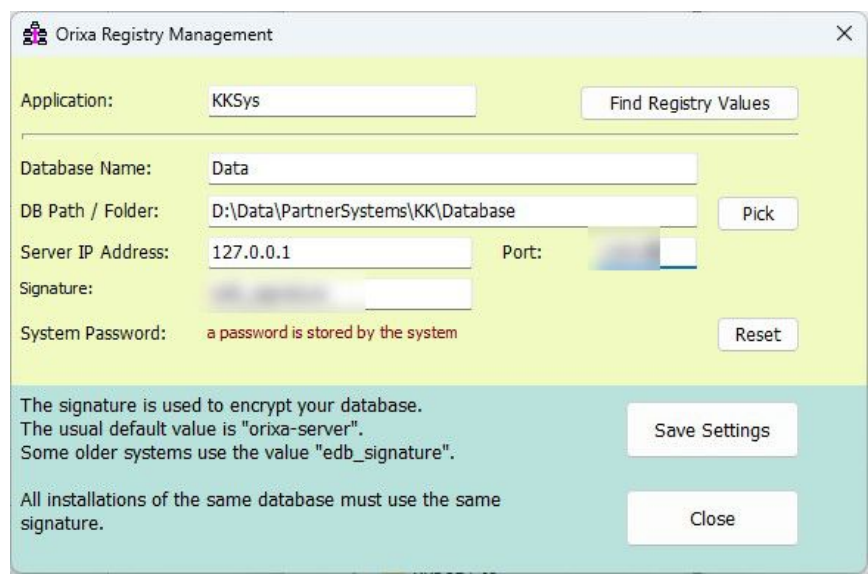 Orixa Registry Management
Application: KKSys Find Registry Values
Database Name: Data
DB Path / Folder: D:\Data\PartnerSystems\KK\Database Pick
Server IP Address: 127.0.0.1 Port:
Signature:
System Password: a password is stored by the system Reset
The signature is used to encrypt your database.
The usual default value is "orixa-server".
Some older systems use the value "edb_signature".
Save Settings
All installations of the same database must use the same
signature.
Close